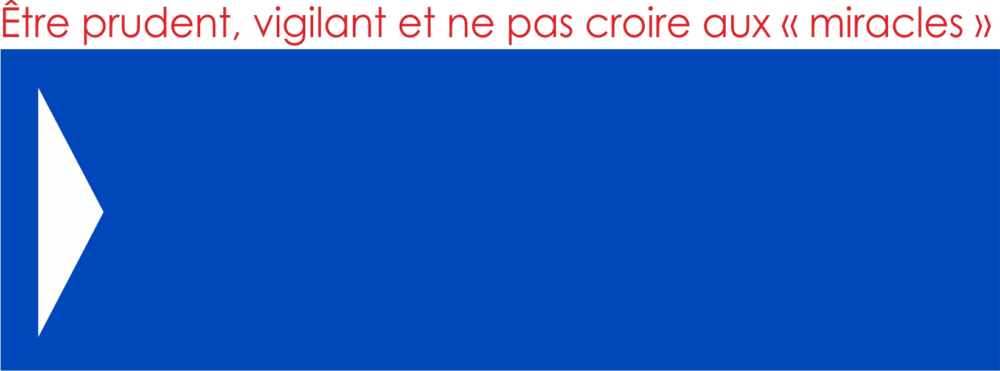 Être prudent, vigilant et ne pas croire aux « miracles »